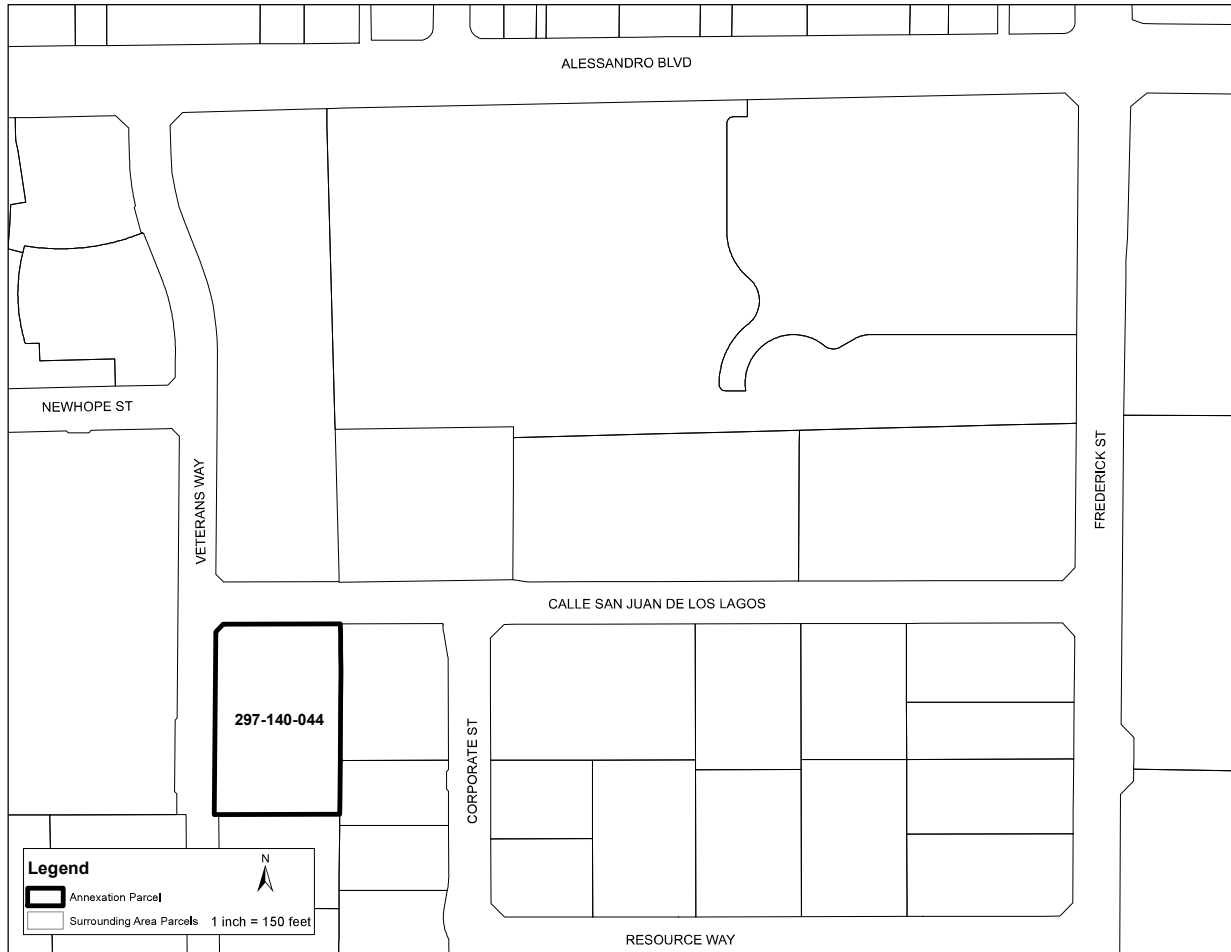 ALESSANDRO BLVD
NEWHOPE ST
VETERANS WAY
FREDERICK ST
CALLE SAN JUAN DE LOS LAGOS
297-140-044
CORPORATE ST
Legend
N
Annexation Parcel
Surrounding Area Parcels 1 inch = 150 feet
RESOURCE WAY